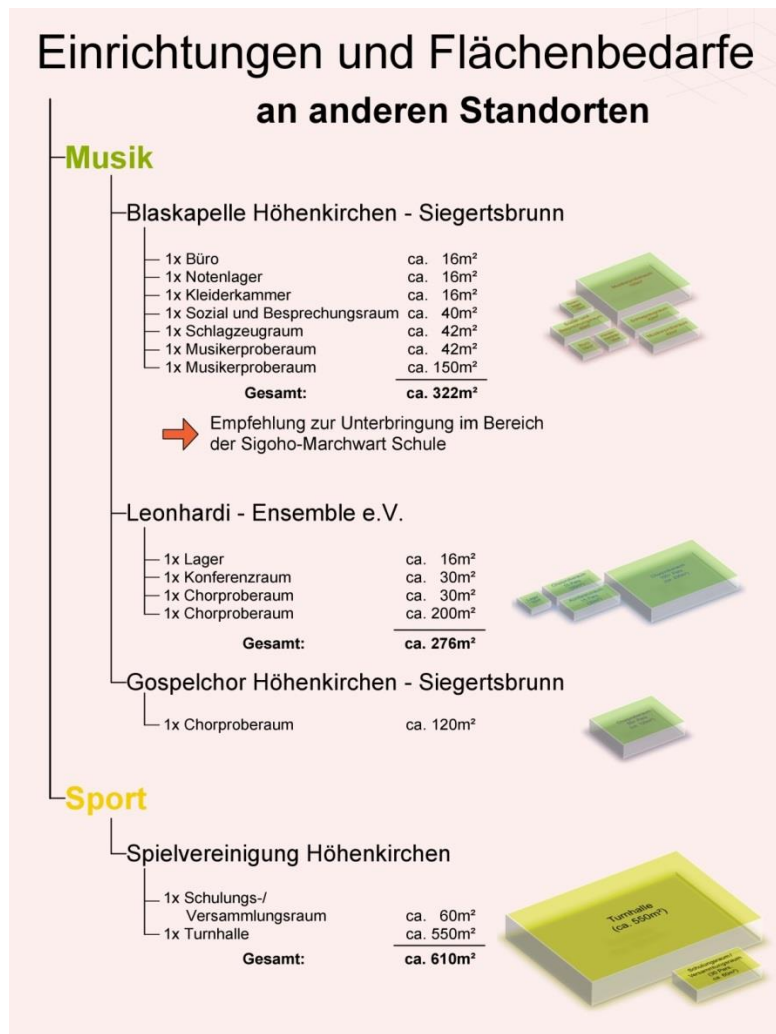 Einrichtungen und Flächenbedarfe
an anderen Standorten
Musik
Blaskapelle Höhenkirchen - Siegertsbrunn
1x Büro ca. 16m²
1x Notenlager ca. 16m²
1x Kleiderkammer ca. 16m²
1x Sozial und Besprechungsraum ca. 40m²
1x Schlagzeugraum ca. 42m²
1x Musikerproberaum ca. 42m²
1x Musikerproberaum ca. 150m²
Gesamt: ca. 322m²
Empfehlung zur Unterbringung im Bereich
der Sigoho-Marchwart Schule
Leonhardi - Ensemble e.V.
1x Lager ca. 16m²
1x Konferenzraum ca. 30m²
1x Chorproberaum ca. 30m²
1x Chorproberaum ca. 200m²
Gesamt: ca. 276m²
Gospelchor Höhenkirchen - Siegertsbrunn
1x Chorproberaum ca. 120m²
Sport
Spielvereinigung Höhenkirchen
1x Schulungs-/
Versammlungsraum ca. 60m²
1x Turnhalle ca. 550m²
Gesamt: ca. 610m²
Turnhalle
(ca. 550m²)
Schulungsraum/
Versammlungsraum